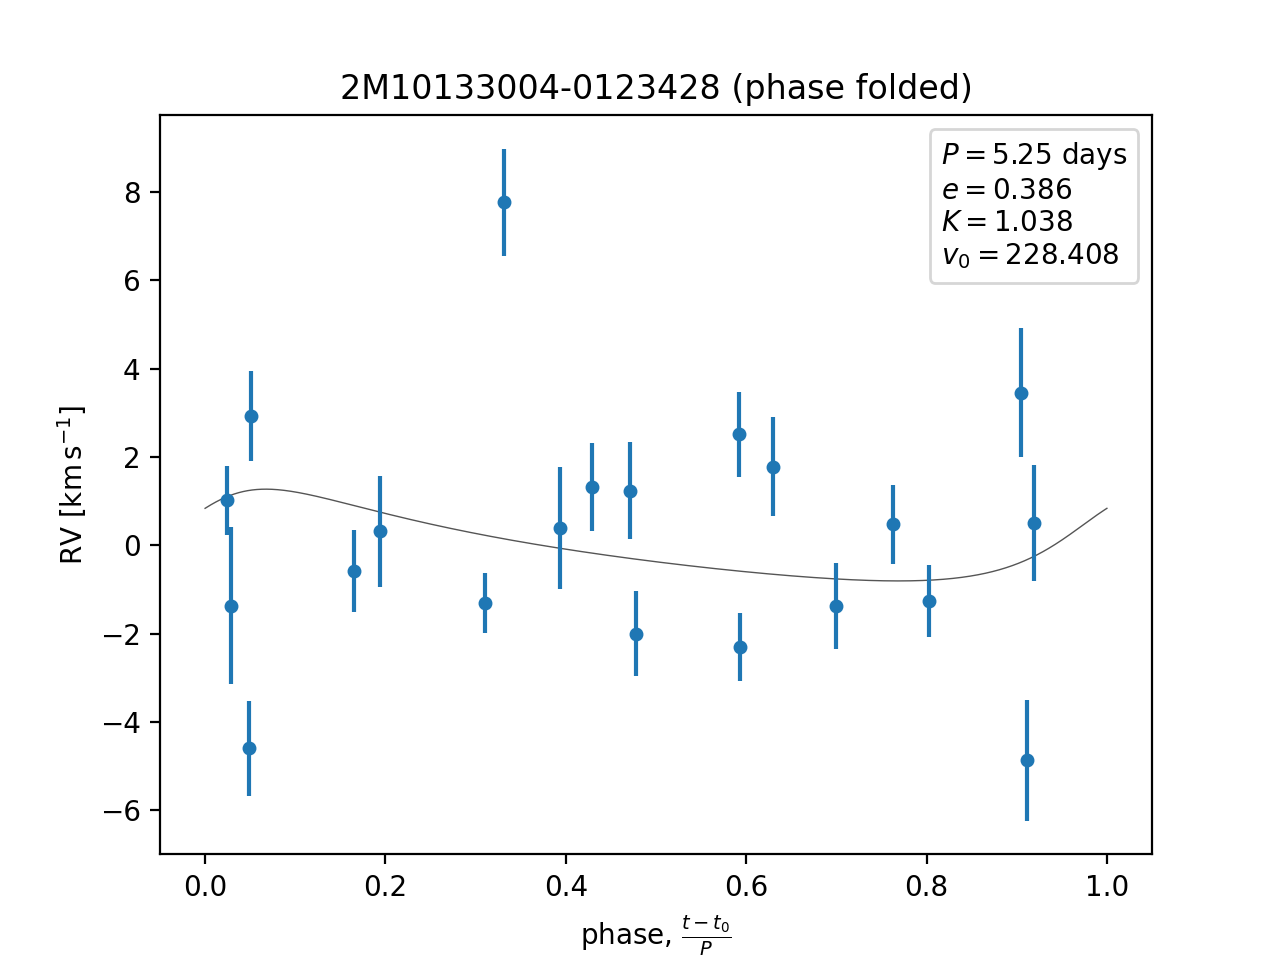 2M10133004-0123428 (phase folded)
P = 5.25 days
e = 0.386
K = 1.038
v₀ = 228.408
RV [km s⁻¹]
8
6
4
2
0
−2
−4
−6
0.0 0.2 0.4 0.6 0.8 1.0
phase, (t − t₀)/P